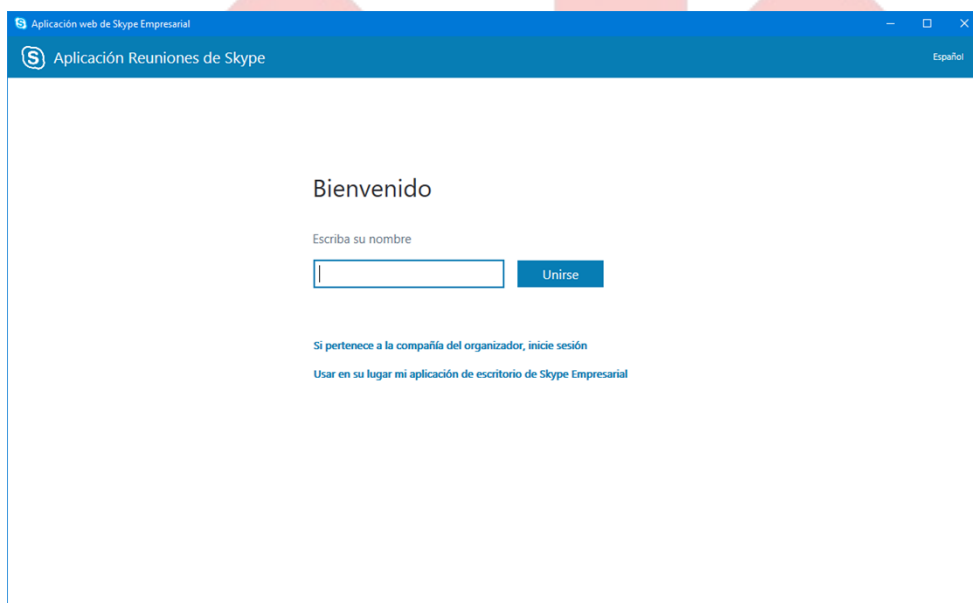 Aplicación web de Skype Empresarial
Aplicación Reuniones de Skype
Español
Bienvenido
Escriba su nombre
Unirse
Si pertenece a la compañía del organizador, inicie sesión
Usar en su lugar mi aplicación de escritorio de Skype Empresarial